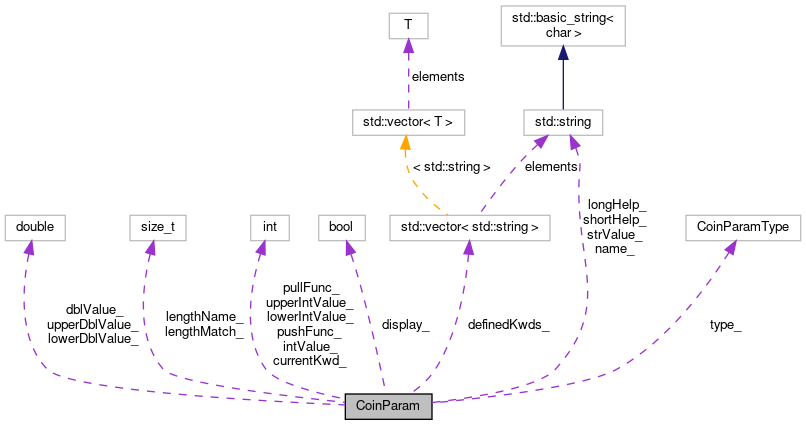 T
std::basic_string<
char >
elements
std::vector< T >
std::string
< std::string >
elements
longHelp_
shortHelp_
strValue_
name_
double
size_t
int
bool
std::vector< std::string >
CoinParamType
dblValue_
upperDblValue_
lowerDblValue_
lengthName_
lengthMatch_
pullFunc_
upperIntValue_
lowerIntValue_
pushFunc_
intValue_
currentKwd_
display_
definedKwds_
type_
CoinParam